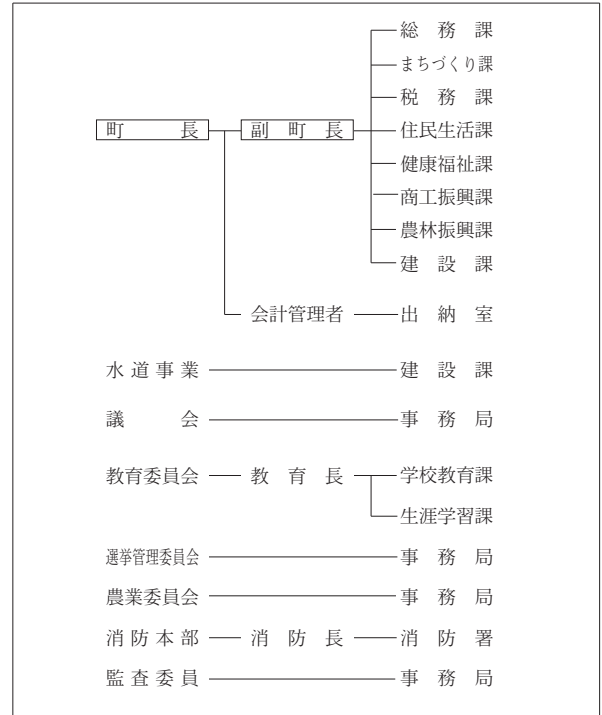 総務課
まちづくり課
税務課
町長 副町長 住民生活課
健康福祉課
商工振興課
農林振興課
建設課
会計管理者 出納室
水道事業 建設課
議会 事務局
教育委員会 教育長 学校教育課
生涯学習課
選挙管理委員会 事務局
農業委員会 事務局
消防本部 消防長 消防署
監査委員 事務局